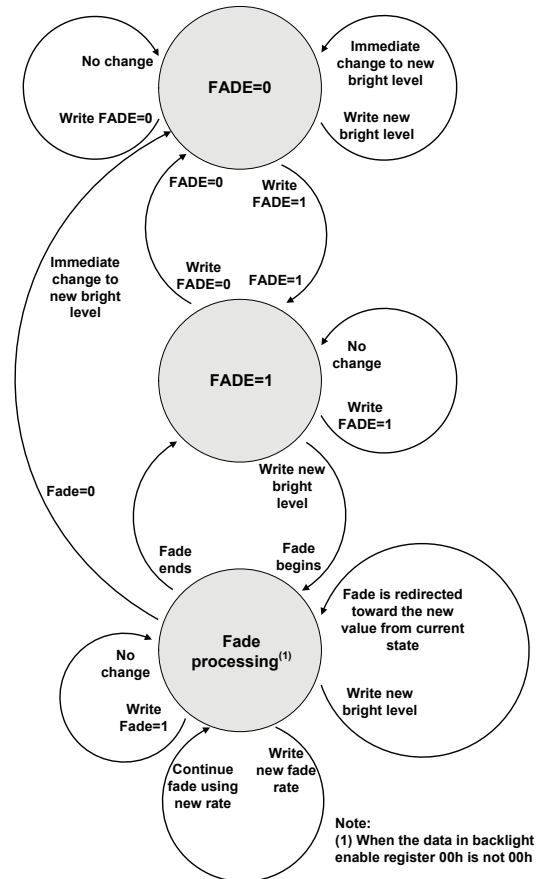 No change
Write FADE=0
FADE=0
Immediate
change to new
bright level
Write new
bright level
FADE=0
Write
FADE=1
Immediate
change to
new bright
level
Write
FADE=0
FADE=1
FADE=1
No
change
Write
FADE=1
Write new
bright
level
Fade=0
Fade
ends
Fade
begins
Fade
processing(1)
Fade is redirected
toward the new
value from current
state
Write new
bright level
No
change
Write
Fade=1
Continue
fade using
new rate
Write
new fade
rate
Note:
(1) When the data in backlight
enable register 00h is not 00h